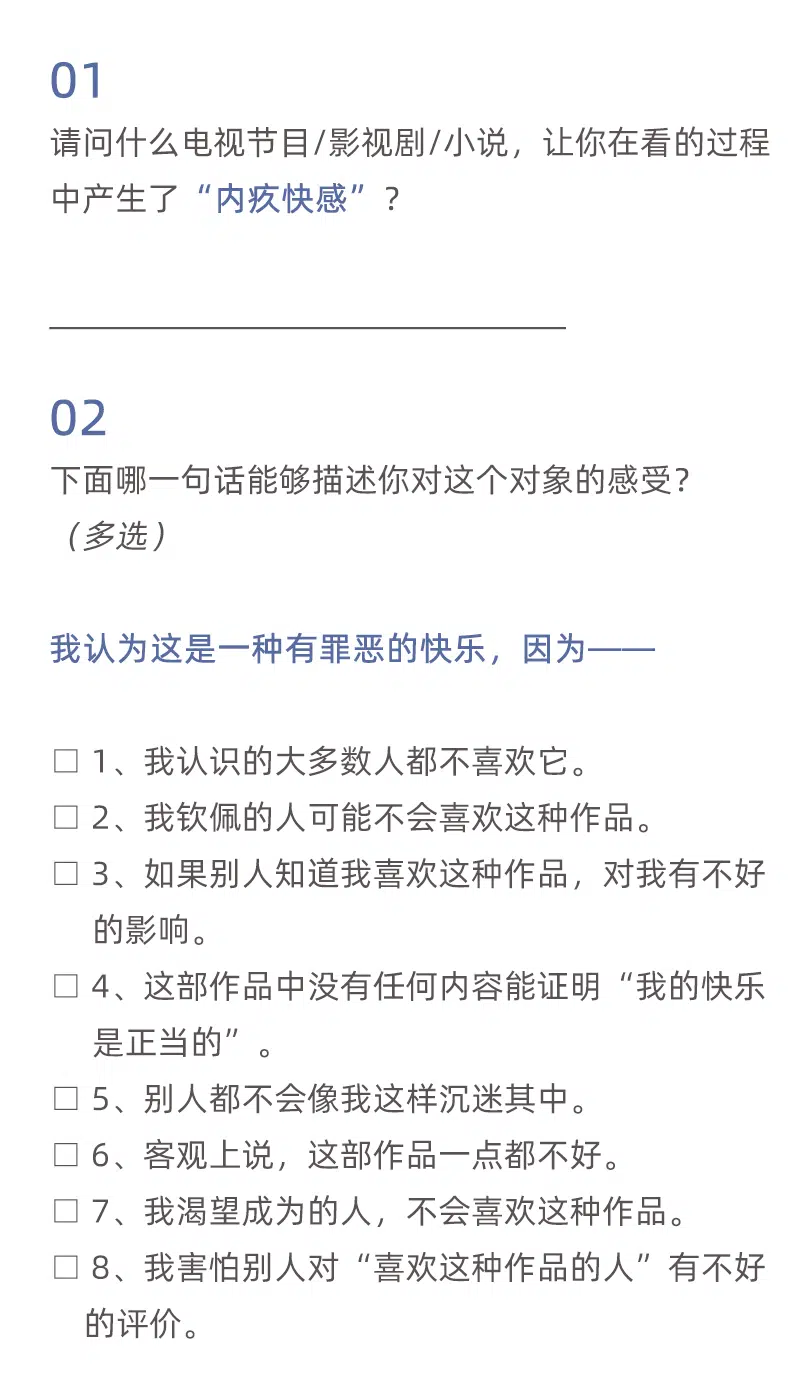 01
请问什么电视节目/影视剧/小说，让你在看的过程
中产生了“内疚快感”？
02
下面哪一句话能够描述你对这个对象的感受？
（多选）
我认为这是一种有罪恶的快乐，因为——
□ 1、我认识的大多数人都不喜欢它。
□ 2、我钦佩的人可能不会喜欢这种作品。
□ 3、如果别人知道我喜欢这种作品，对我有不好
的影响。
□ 4、这部作品中没有任何内容能证明“我的快乐
是正当的”。
□ 5、别人都不会像我这样沉迷其中。
□ 6、客观上说，这部作品一点都不好。
□ 7、我渴望成为的人，不会喜欢这种作品。
□ 8、我害怕别人对“喜欢这种作品的人”有不好
的评价。